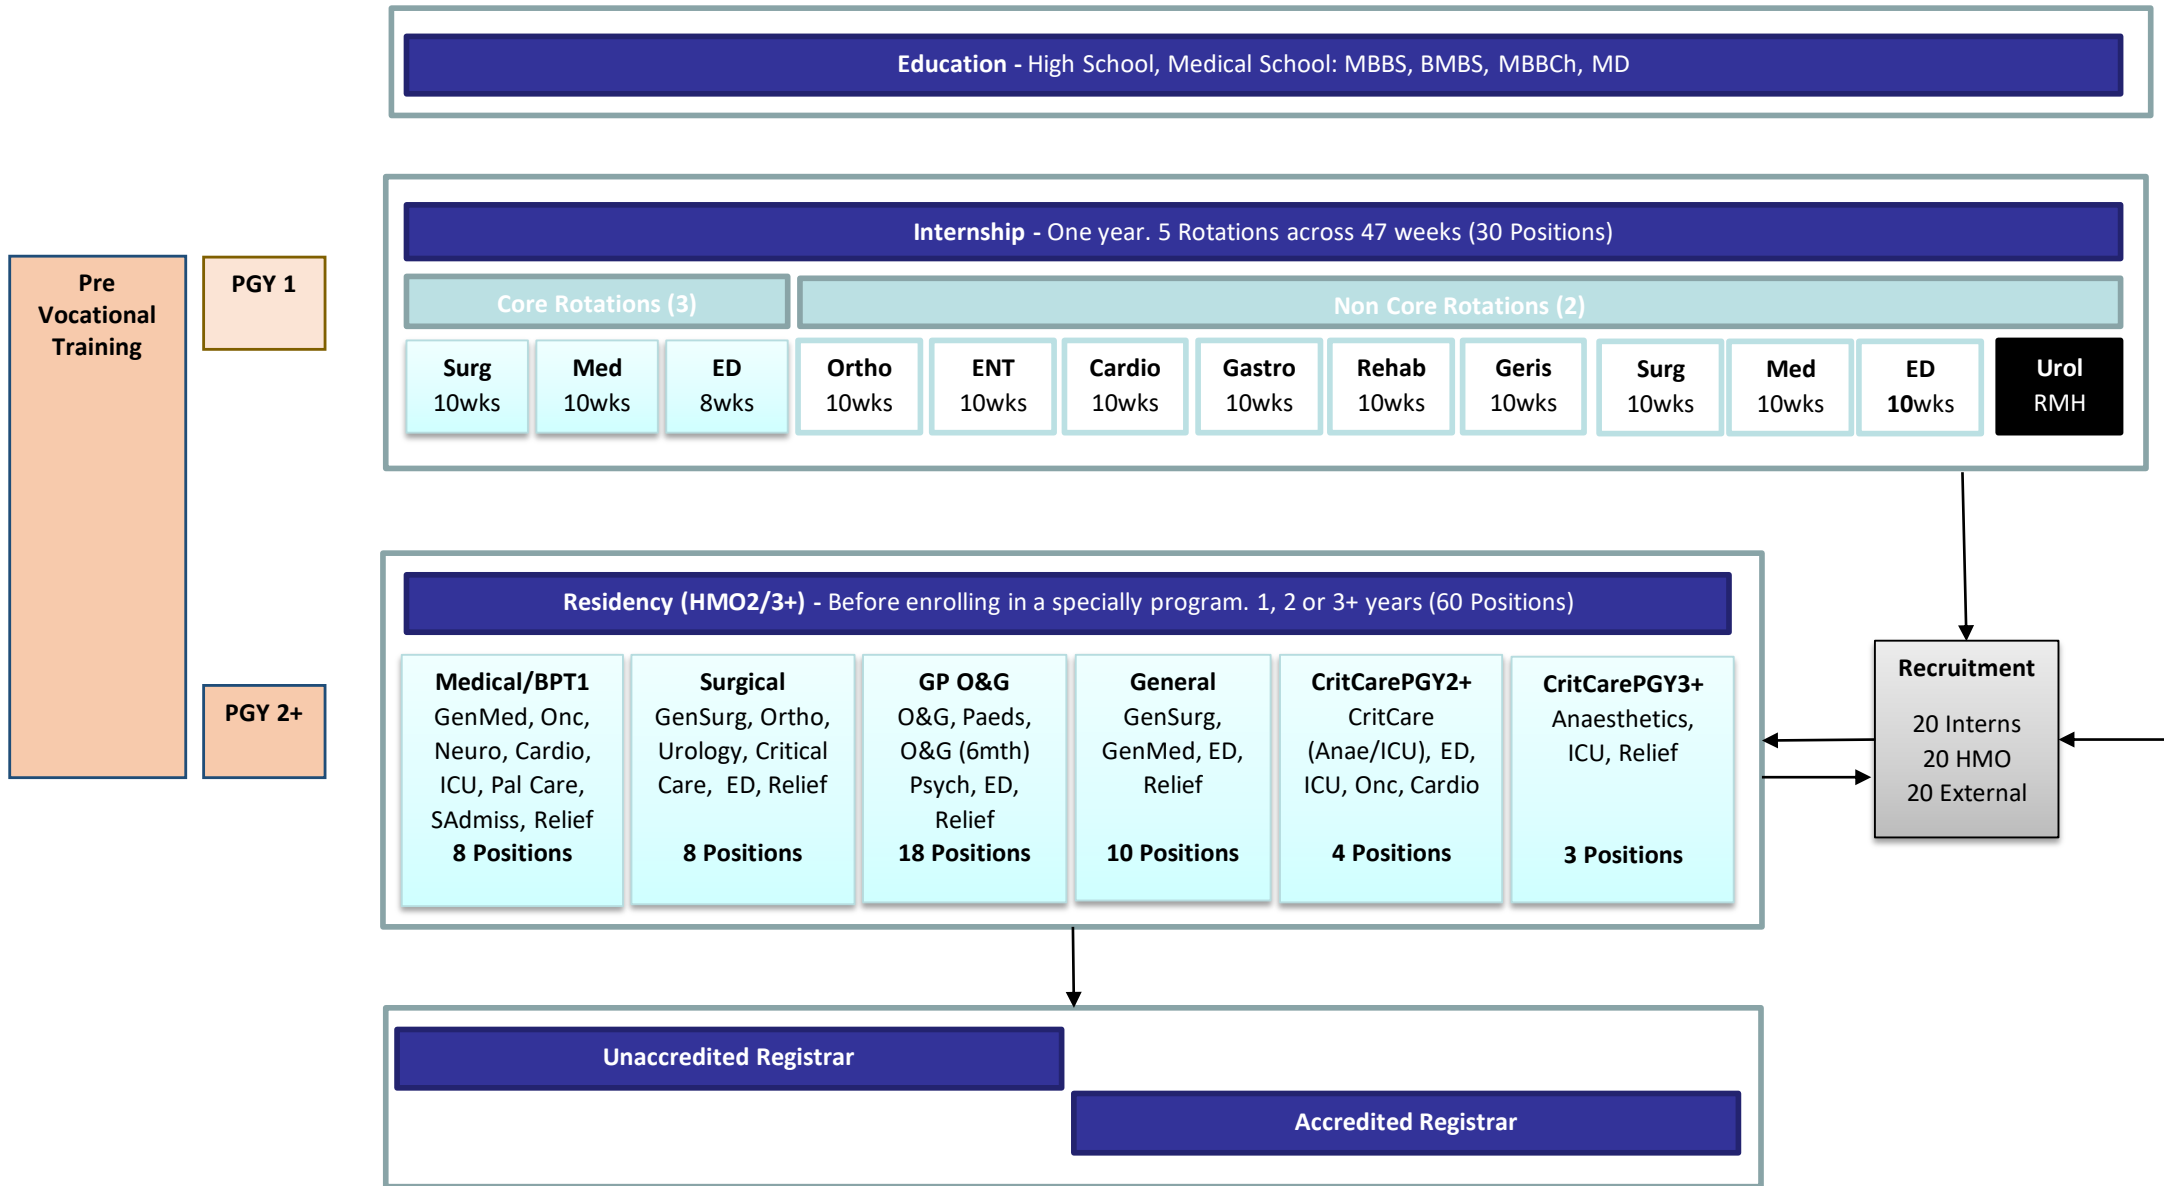 Education - High School, Medical School: MBBS, BMBS, MBBCh, MD
Internship - One year. 5 Rotations across 47 weeks (30 Positions)
Pre
Vocational
Training
PGY 1
Core Rotations (3)
Non Core Rotations (2)
Surg
10wks
Med
10wks
ED
8wks
Ortho
10wks
ENT
10wks
Cardio
10wks
Gastro
10wks
Rehab
10wks
Geris
10wks
Surg
10wks
Med
10wks
ED
10wks
Urol
RMH
Residency (HMO2/3+) - Before enrolling in a specially program. 1, 2 or 3+ years (60 Positions)
PGY 2+
Medical/BPT1
GenMed, Onc,
Neuro, Cardio,
ICU, Pal Care,
SAdmiss, Relief
8 Positions
Surgical
GenSurg, Ortho,
Urology, Critical
Care, ED, Relief
8 Positions
GP O&G
O&G, Paeds,
O&G (6mth)
Psych, ED,
Relief
18 Positions
General
GenSurg,
GenMed, ED,
Relief
10 Positions
CritCarePGY2+
CritCare
(Anae/ICU), ED,
ICU, Onc, Cardio
4 Positions
CritCarePGY3+
Anaesthetics,
ICU, Relief
3 Positions
Recruitment
20 Interns
20 HMO
20 External
Unaccredited Registrar
Accredited Registrar